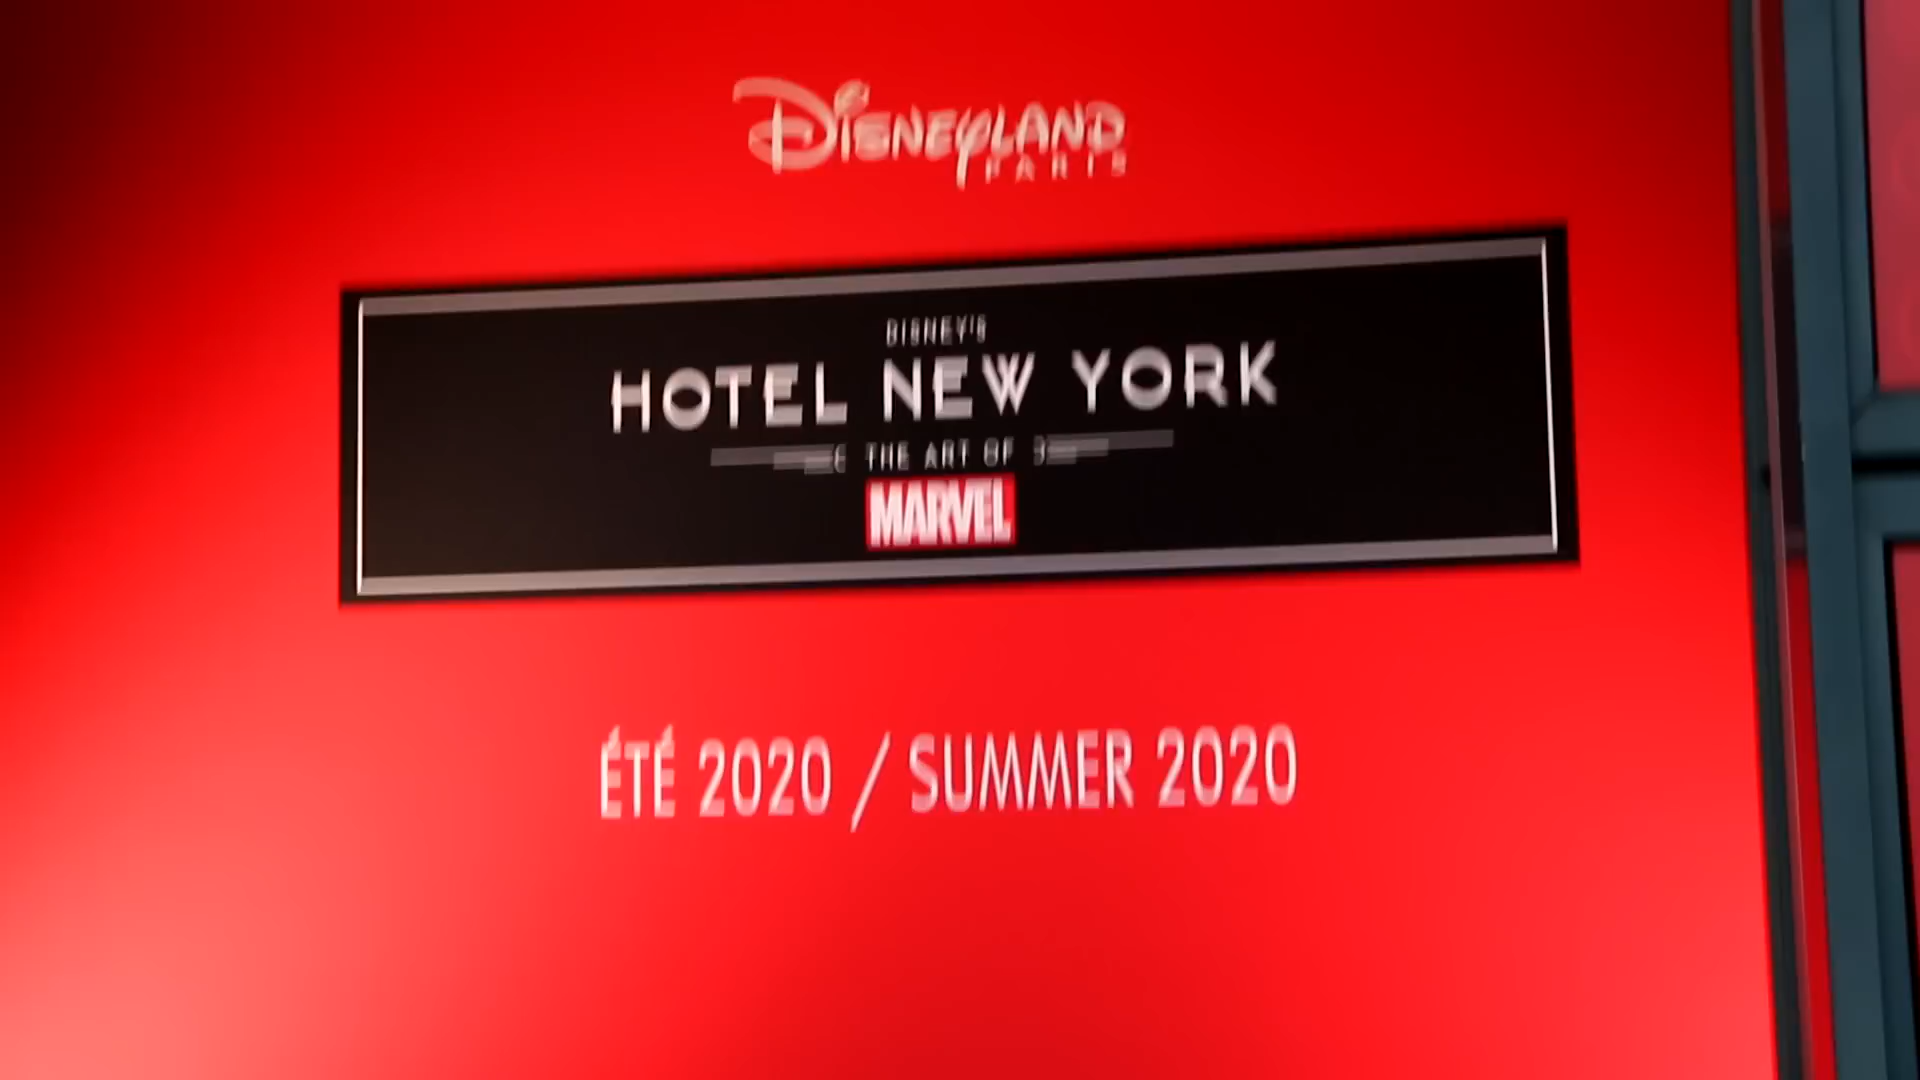 DISNEYLAND
PARIS
DISNEY'S
HOTEL NEW YORK
THE ART OF
MARVEL
ÉTÉ 2020 / SUMMER 2020